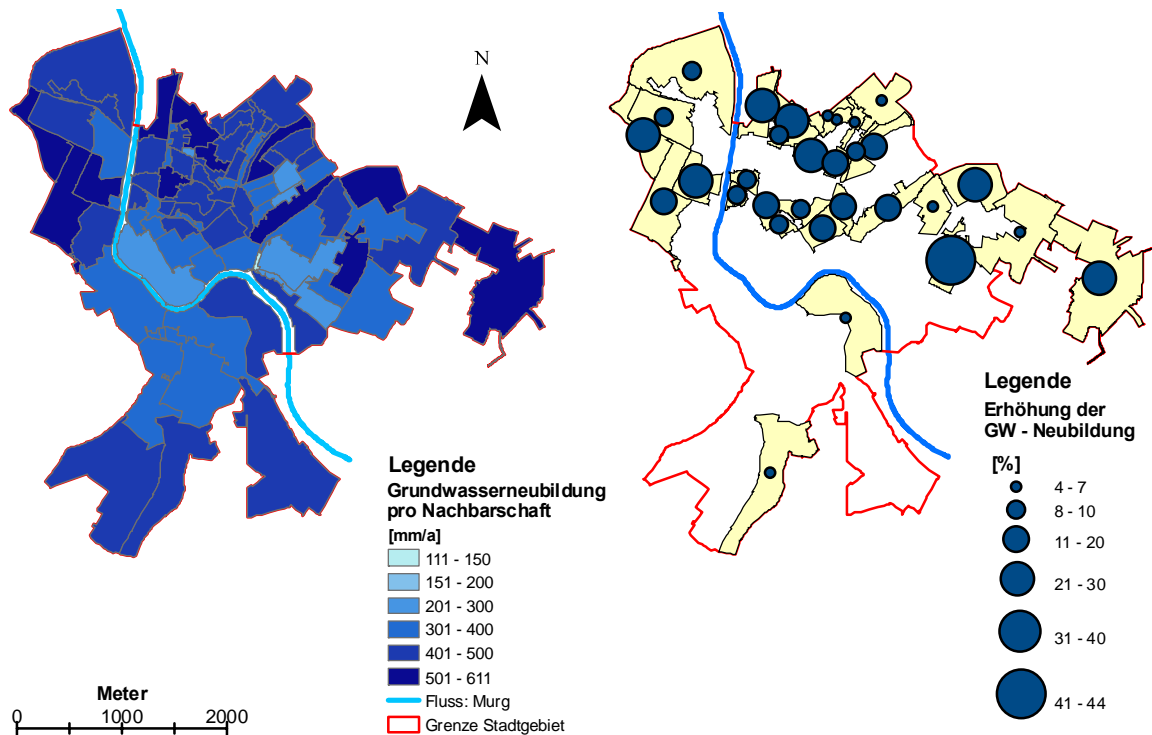 N
Legende
Grundwasserneubildung
pro Nachbarschaft
[mm/a]
111 - 150
151 - 200
201 - 300
301 - 400
401 - 500
501 - 611
Fluss: Murg
Grenze Stadtgebiet
Meter
0 1000 2000
Legende
Erhöhung der
GW - Neubildung
[%]
4 - 7
8 - 10
11 - 20
21 - 30
31 - 40
41 - 44